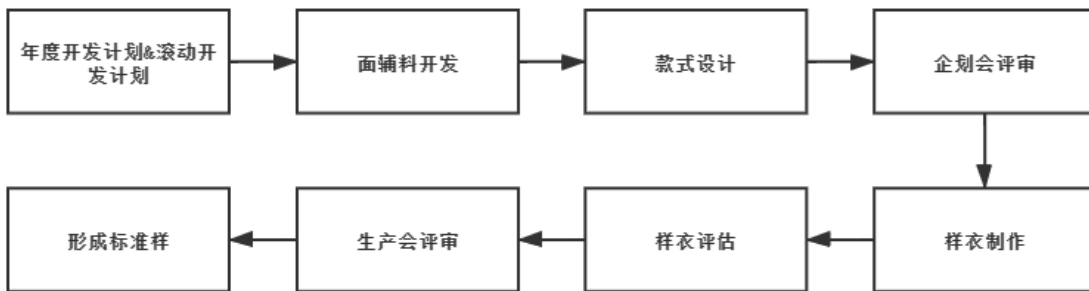 年度开发计划&滚动开
发计划
面辅料开发
款式设计
企划会评审
样衣制作
样衣评估
生产会评审
形成标准样